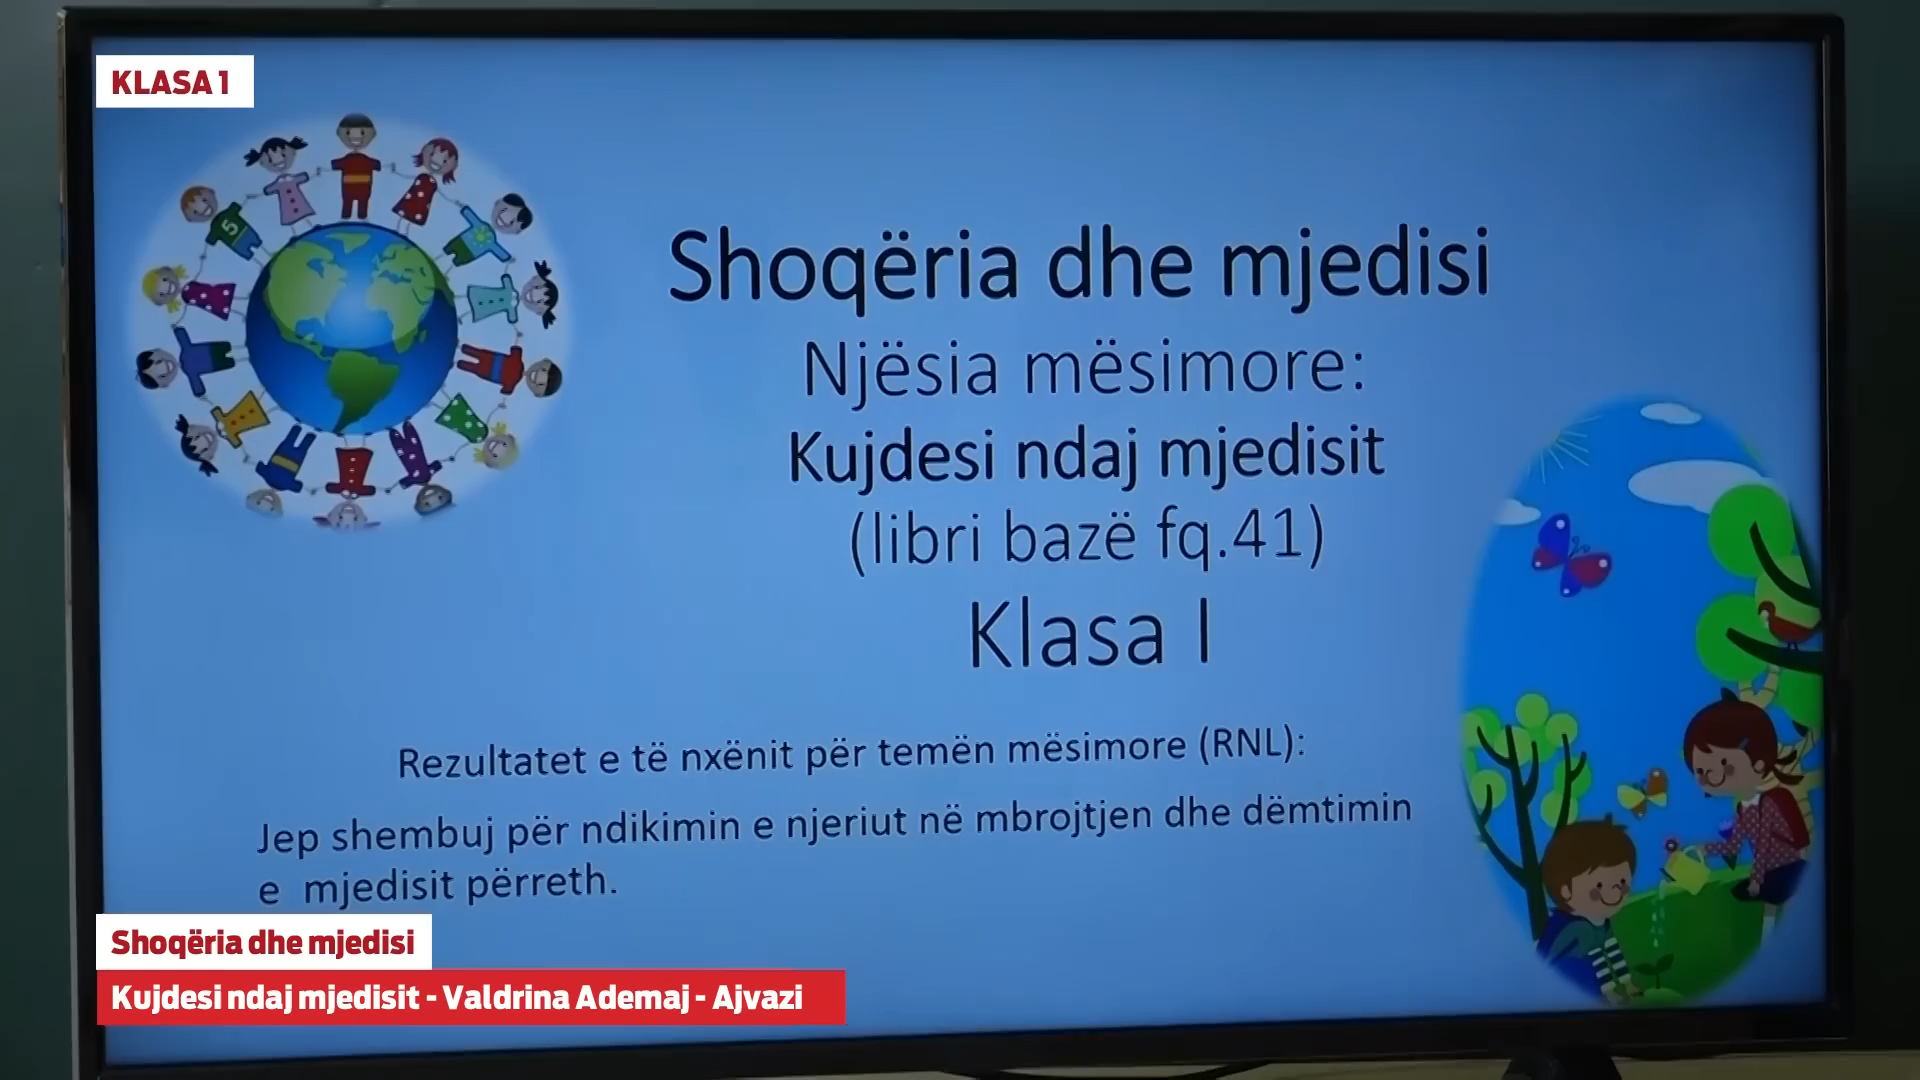 KLASA 1
Shoqëria dhe mjedisi
Njësia mësimore:
Kujdesi ndaj mjedisit
(libri bazë fq.41)
Klasa I
Rezultatet e të nxënit për temën mësimore (RNL):
Jep shembuj për ndikimin e njeriut në mbrojtjen dhe dëmtimin
e mjedisit përreth.
Shoqëria dhe mjedisi
Kujdesi ndaj mjedisit - Valdrina Ademaj - Ajvazi
5